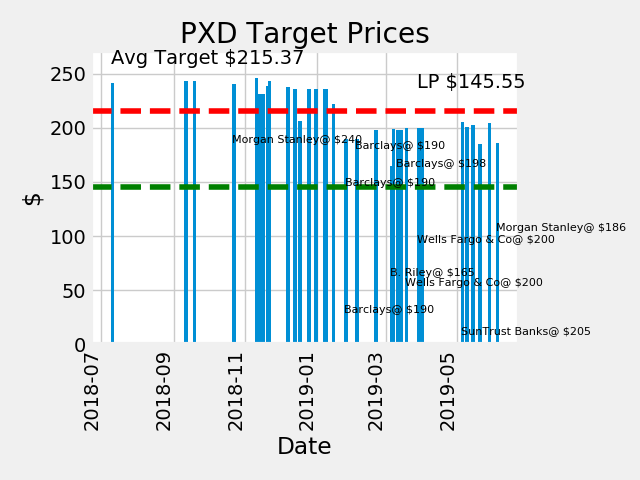 PXD Target Prices
Avg Target $215.37
LP $145.55
250
200
150
100
50
0
$
Morgan Stanley@ $240
Barclays@ $190
Barclays@ $198
Barclays@ $190
Morgan Stanley@ $186
Wells Fargo & Co@ $200
B. Riley@ $165
Wells Fargo & Co@ $200
Barclays@ $190
SunTrust Banks@ $205
2018-07
2018-09
2018-11
2019-01
2019-03
2019-05
Date